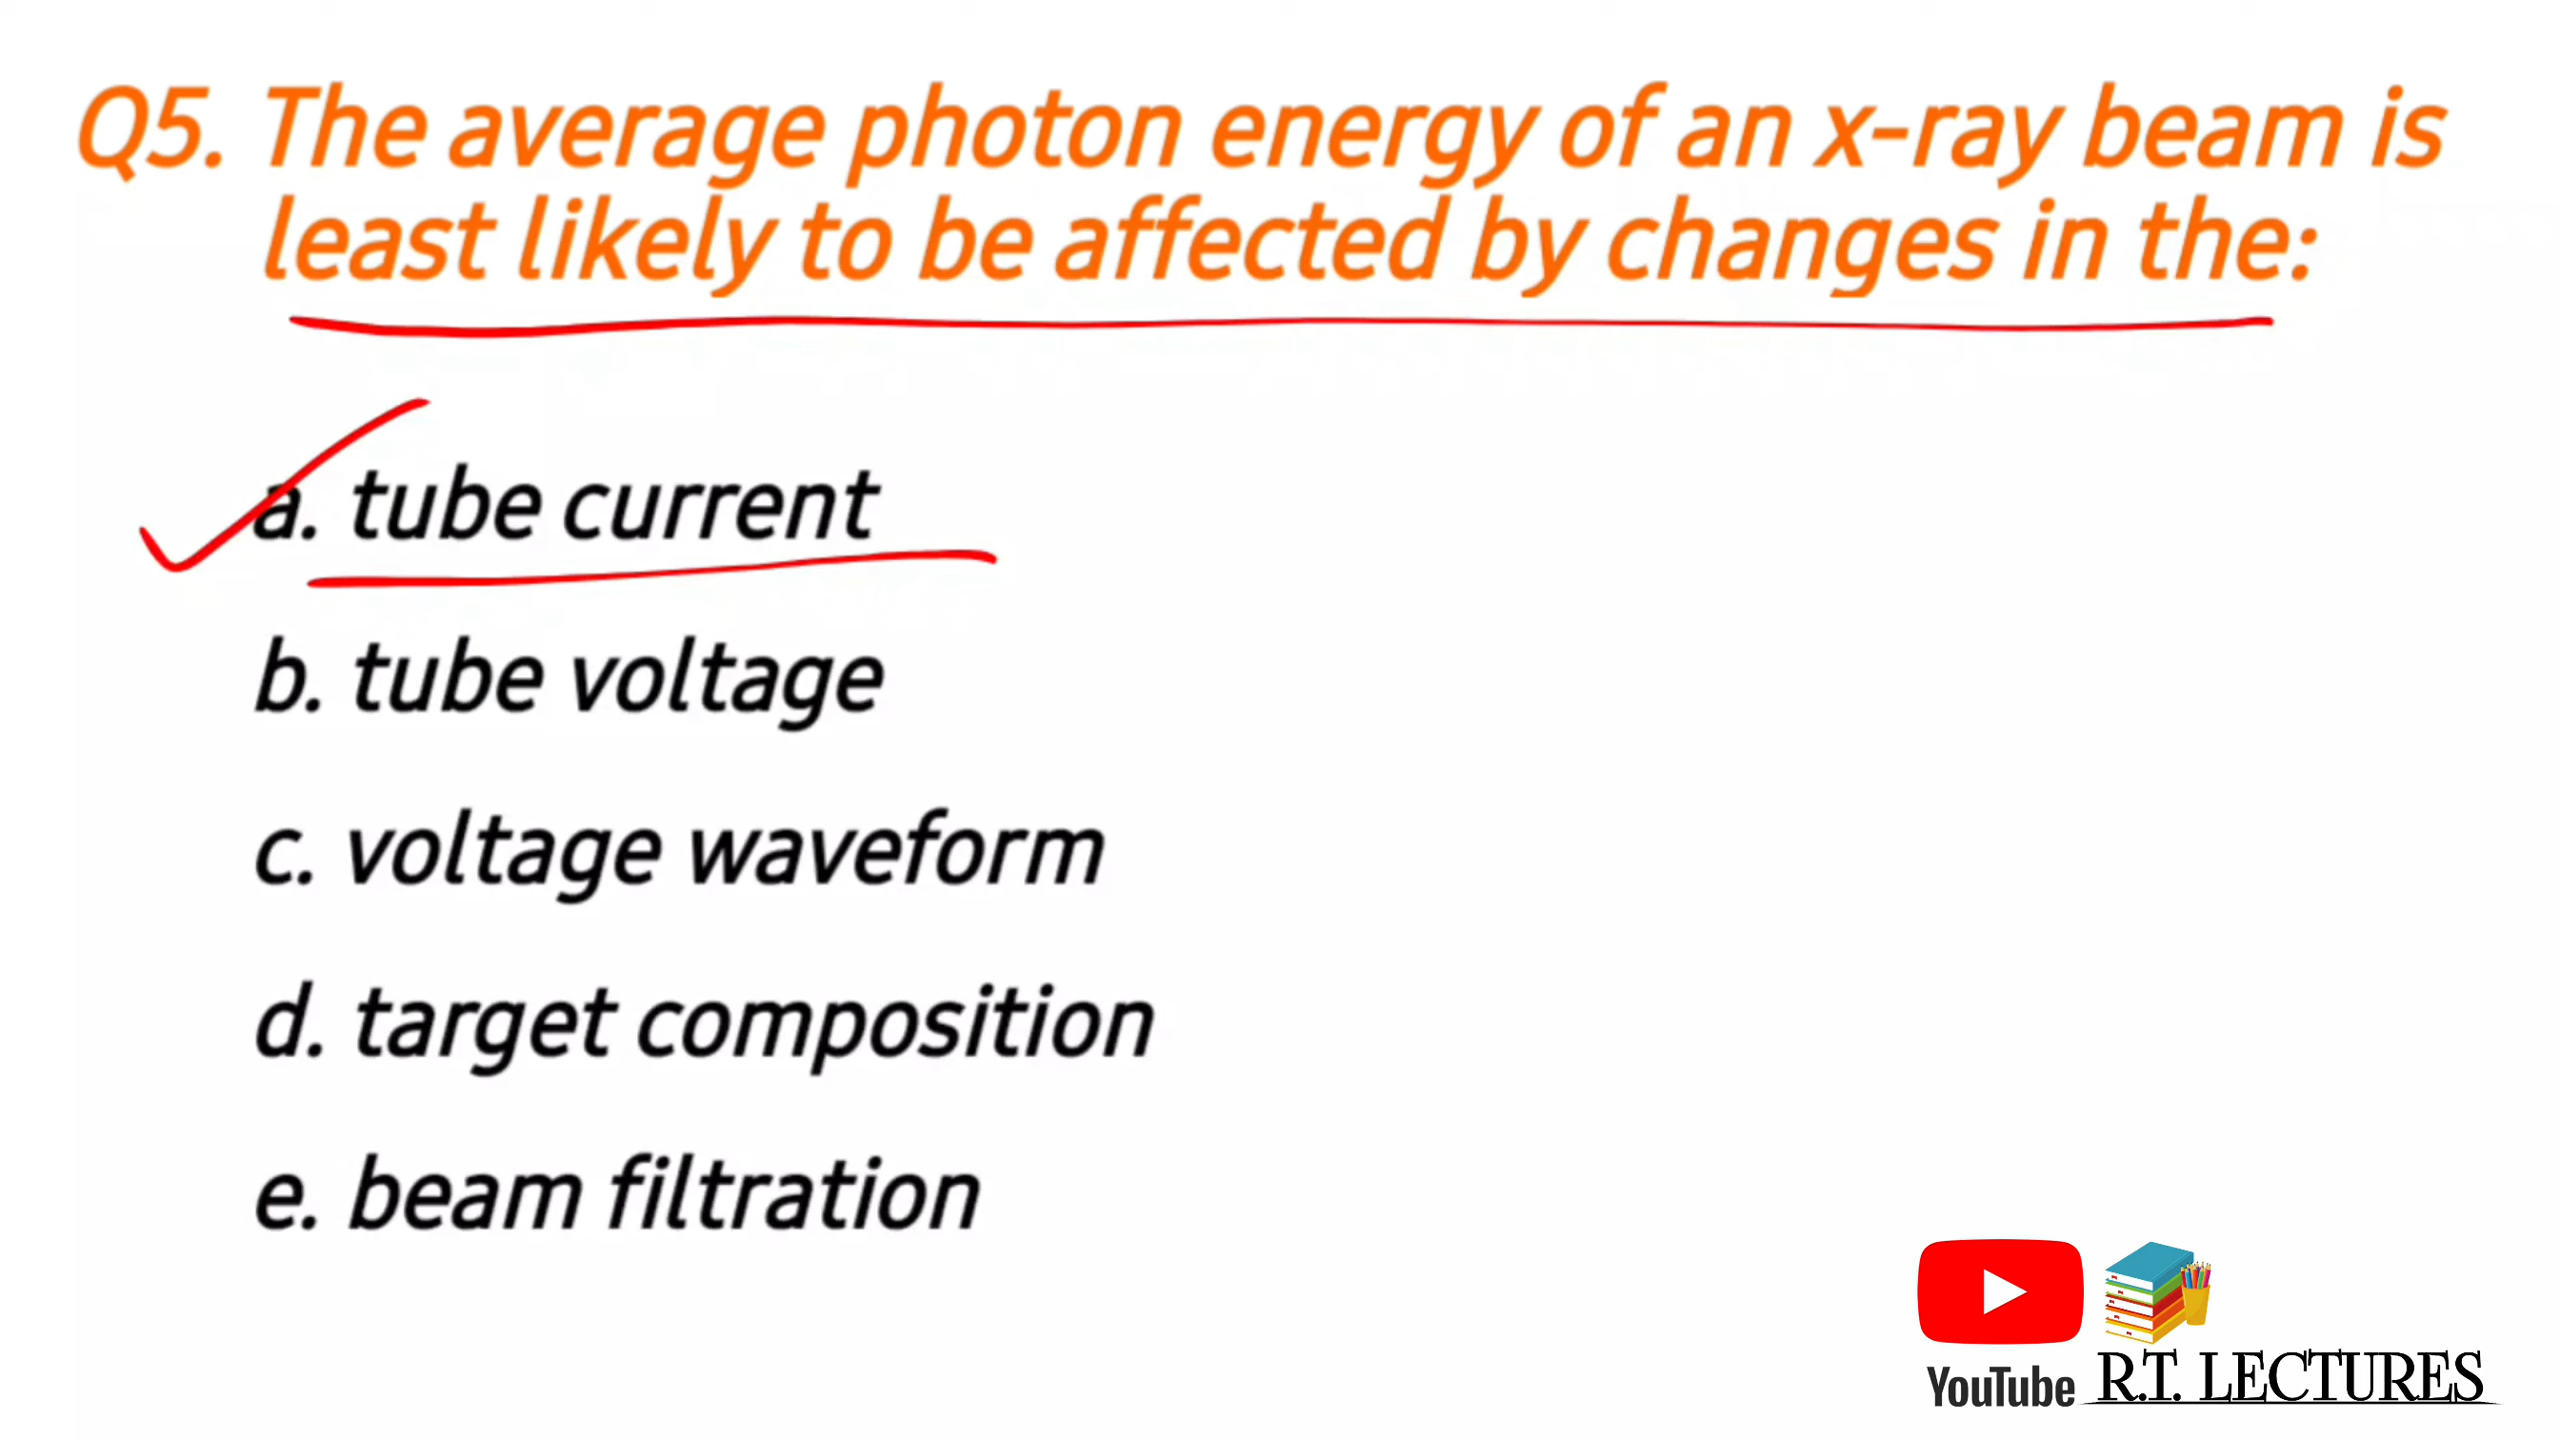 Q5. The average photon energy of an x-ray beam is
least likely to be affected by changes in the:
a. tube current
b. tube voltage
c. voltage waveform
d. target composition
e. beam filtration
YouTube R.T. LECTURES